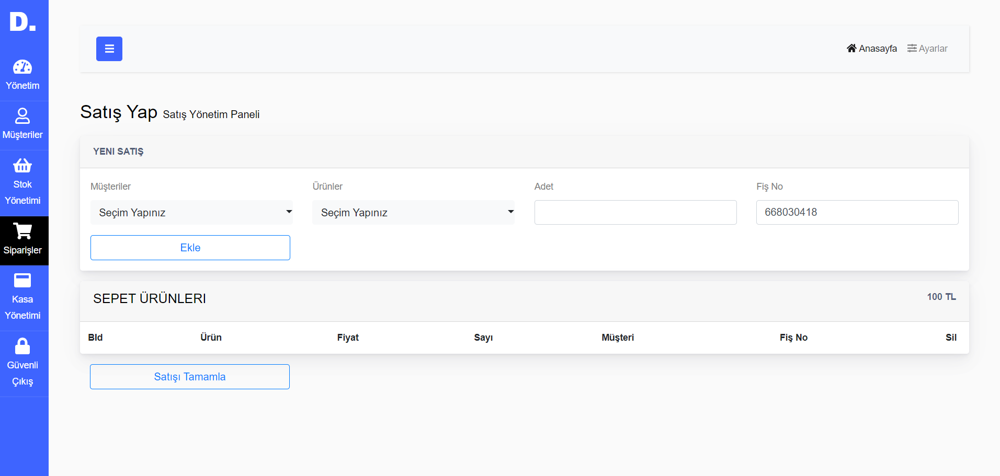 D.
Yönetim
Müşteriler
Stok
Yönetimi
Siparişler
Kasa
Yönetimi
Güvenli
Çıkış
Anasayfa Ayarlar
Satış Yap Satış Yönetim Paneli
YENI SATIŞ
Müşteriler Ürünler Adet Fiş No
Seçim Yapınız Seçim Yapınız 668030418
Ekle
SEPET ÜRÜNLERI 100 TL
BId Ürün Fiyat Sayı Müşteri Fiş No Sil
Satışı Tamamla